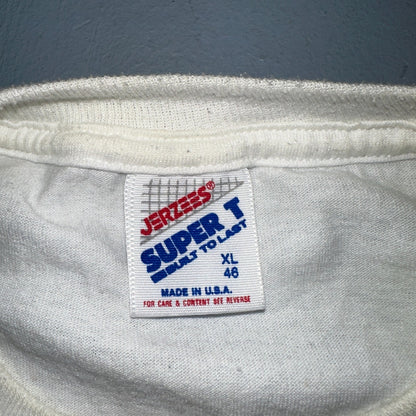 JERZEES®
SUPER T
BUILT TO LAST
XL
46
MADE IN U.S.A.
FOR CARE & CONTENT SEE REVERSE